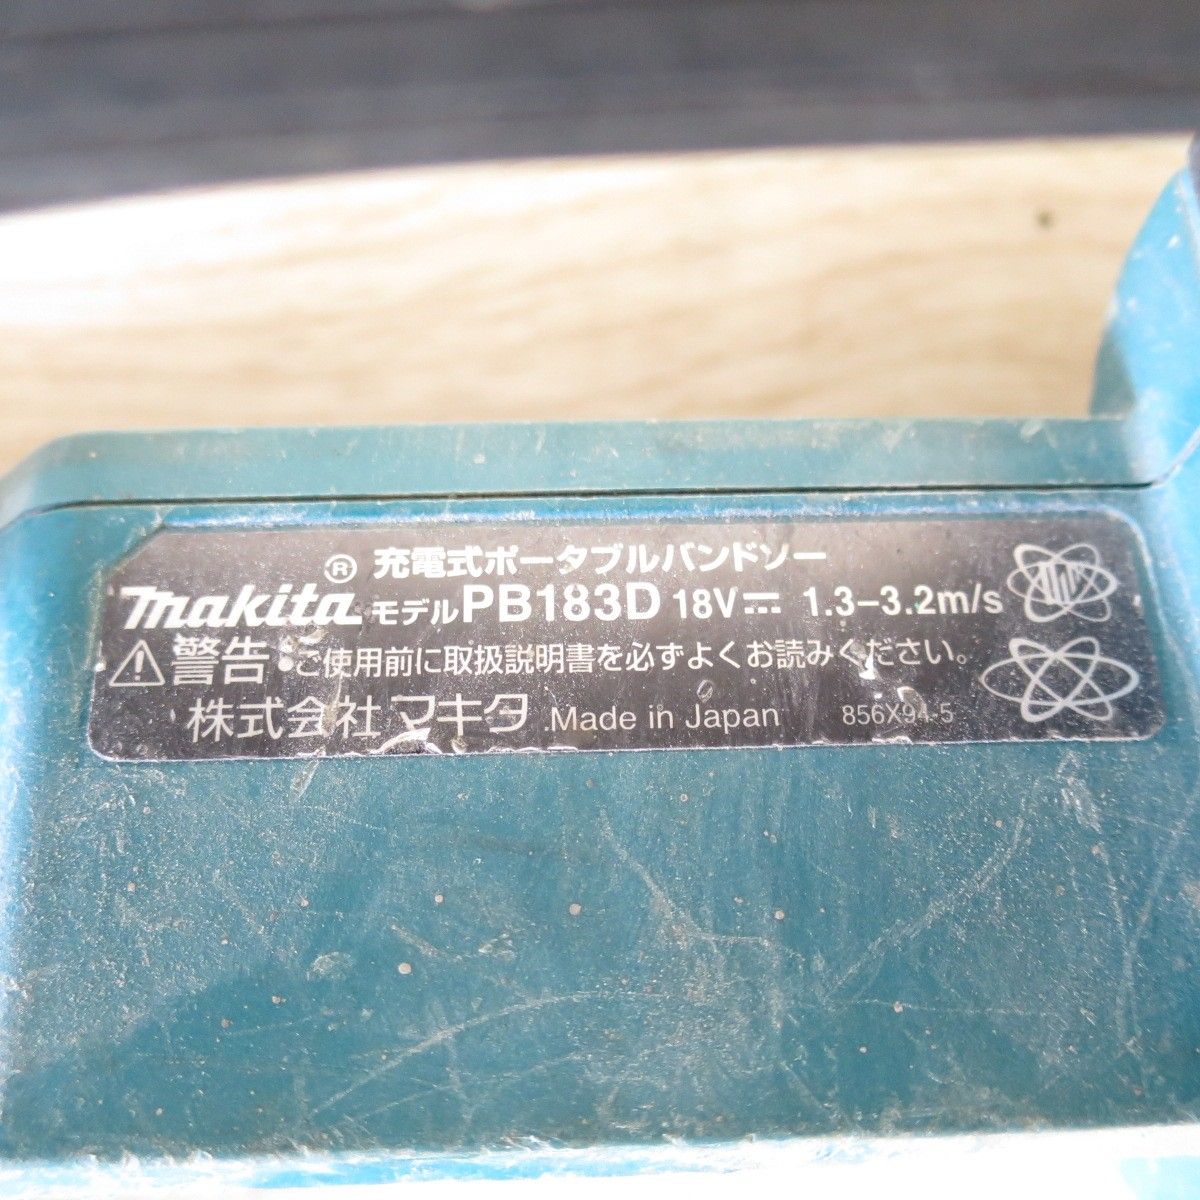 ® 充電式ポータブルバンドソー
makita モデルPB183D 18V⎓ 1.3-3.2m/s
⚠警告:ご使用前に取扱説明書を必ずよくお読みください。
株式会社マキタ Made in Japan 856X94-5